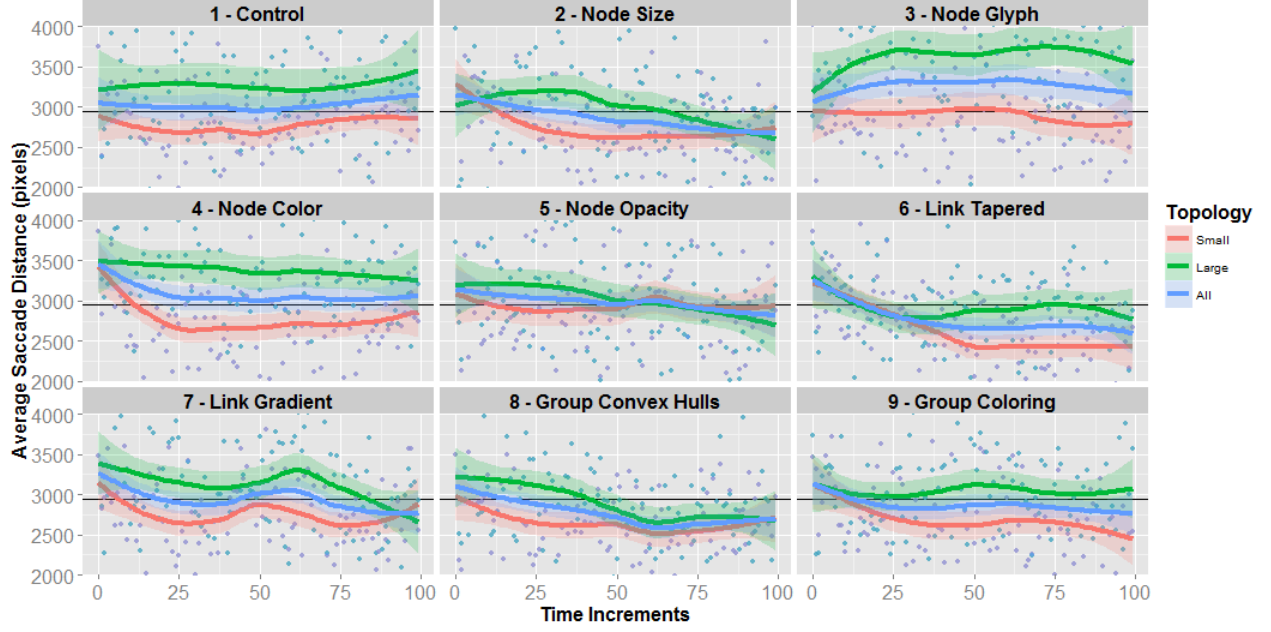 1 - Control
2 - Node Size
3 - Node Glyph
4000
3500
3000
2500
2000
4 - Node Color
5 - Node Opacity
6 - Link Tapered
4000
3500
3000
2500
2000
7 - Link Gradient
8 - Group Convex Hulls
9 - Group Coloring
4000
3500
3000
2500
2000
0 25 50 75 100
0 25 50 75 100
0 25 50 75 100
Average Saccade Distance (pixels)
Time Increments
Topology
Small
Large
All